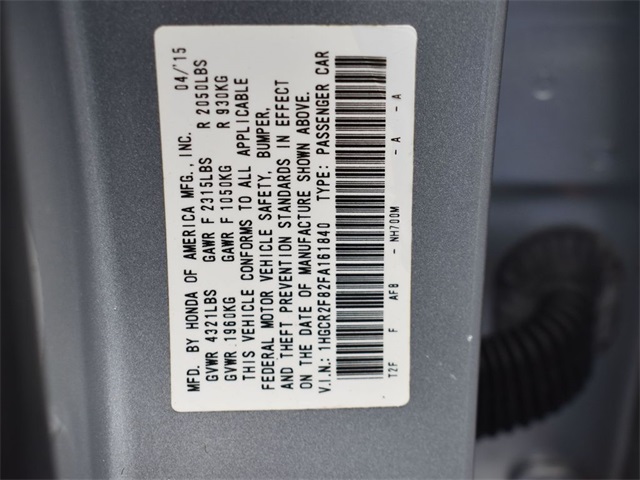 MFD. BY HONDA OF AMERICA MFG., INC. 04/'15
GVWR 4321LBS GAWR F 2315LBS R 2050LBS
GVWR 1960KG GAWR F 1050KG R 930KG
THIS VEHICLE CONFORMS TO ALL APPLICABLE
FEDERAL MOTOR VEHICLE SAFETY, BUMPER,
AND THEFT PREVENTION STANDARDS IN EFFECT
ON THE DATE OF MANUFACTURE SHOWN ABOVE.
V.I.N.: 1HGCR2F82FA161840 TYPE: PASSENGER CAR
T2F F AF8 - NH700M - A - A